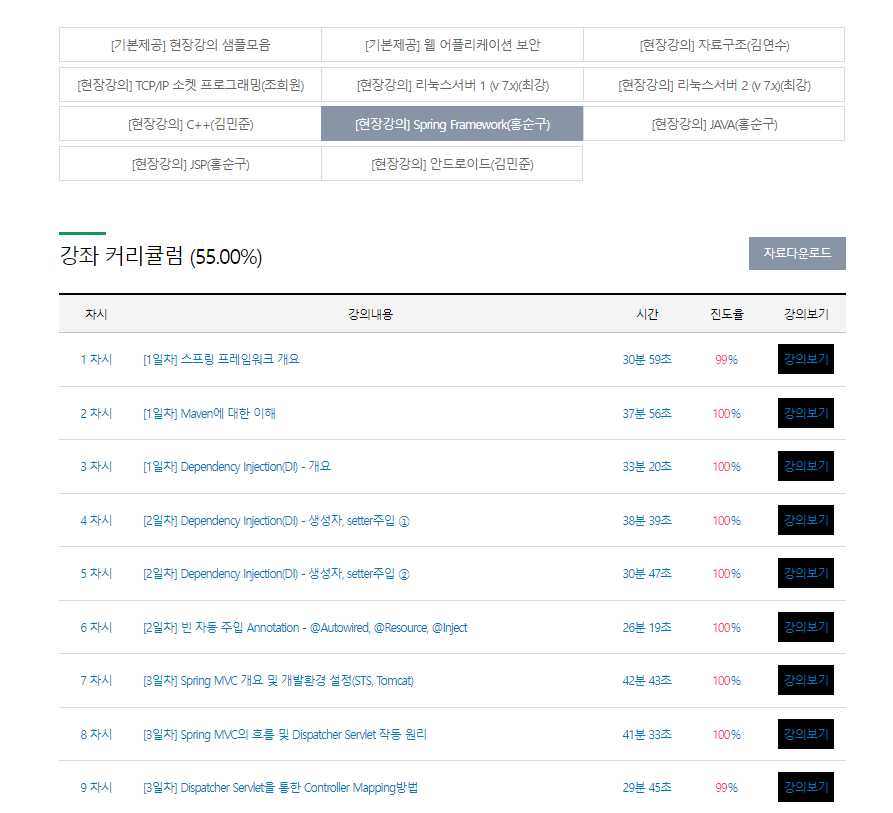 [기본제공] 현장강의 샘플모음 [기본제공] 웹 어플리케이션 보안 [현장강의] 자료구조(김연수)
[현장강의] TCP/IP 소켓 프로그래밍(조희원) [현장강의] 리눅스서버 1 (v 7.x)(최강) [현장강의] 리눅스서버 2 (v 7.x)(최강)
[현장강의] C++(김민준) [현장강의] Spring Framework(홍순구) [현장강의] JAVA(홍순구)
[현장강의] JSP(홍순구) [현장강의] 안드로이드(김민준)
강좌 커리큘럼 (55.00%) 자료다운로드
차시 강의내용 시간 진도율 강의보기
1 차시 [1일차] 스프링 프레임워크 개요 30분 59초 99% 강의보기
2 차시 [1일차] Maven에 대한 이해 37분 56초 100% 강의보기
3 차시 [1일차] Dependency Injection(DI) - 개요 33분 20초 100% 강의보기
4 차시 [2일차] Dependency Injection(DI) - 생성자, setter주입 ① 38분 39초 100% 강의보기
5 차시 [2일차] Dependency Injection(DI) - 생성자, setter주입 ② 30분 47초 100% 강의보기
6 차시 [2일차] 빈 자동 주입 Annotation - @Autowired, @Resource, @Inject 26분 19초 100% 강의보기
7 차시 [3일차] Spring MVC 개요 및 개발환경 설정(STS, Tomcat) 42분 43초 100% 강의보기
8 차시 [3일차] Spring MVC의 흐름 및 Dispatcher Servlet 작동 원리 41분 33초 100% 강의보기
9 차시 [3일차] Dispatcher Servlet을 통한 Controller Mapping방법 29분 45초 99% 강의보기